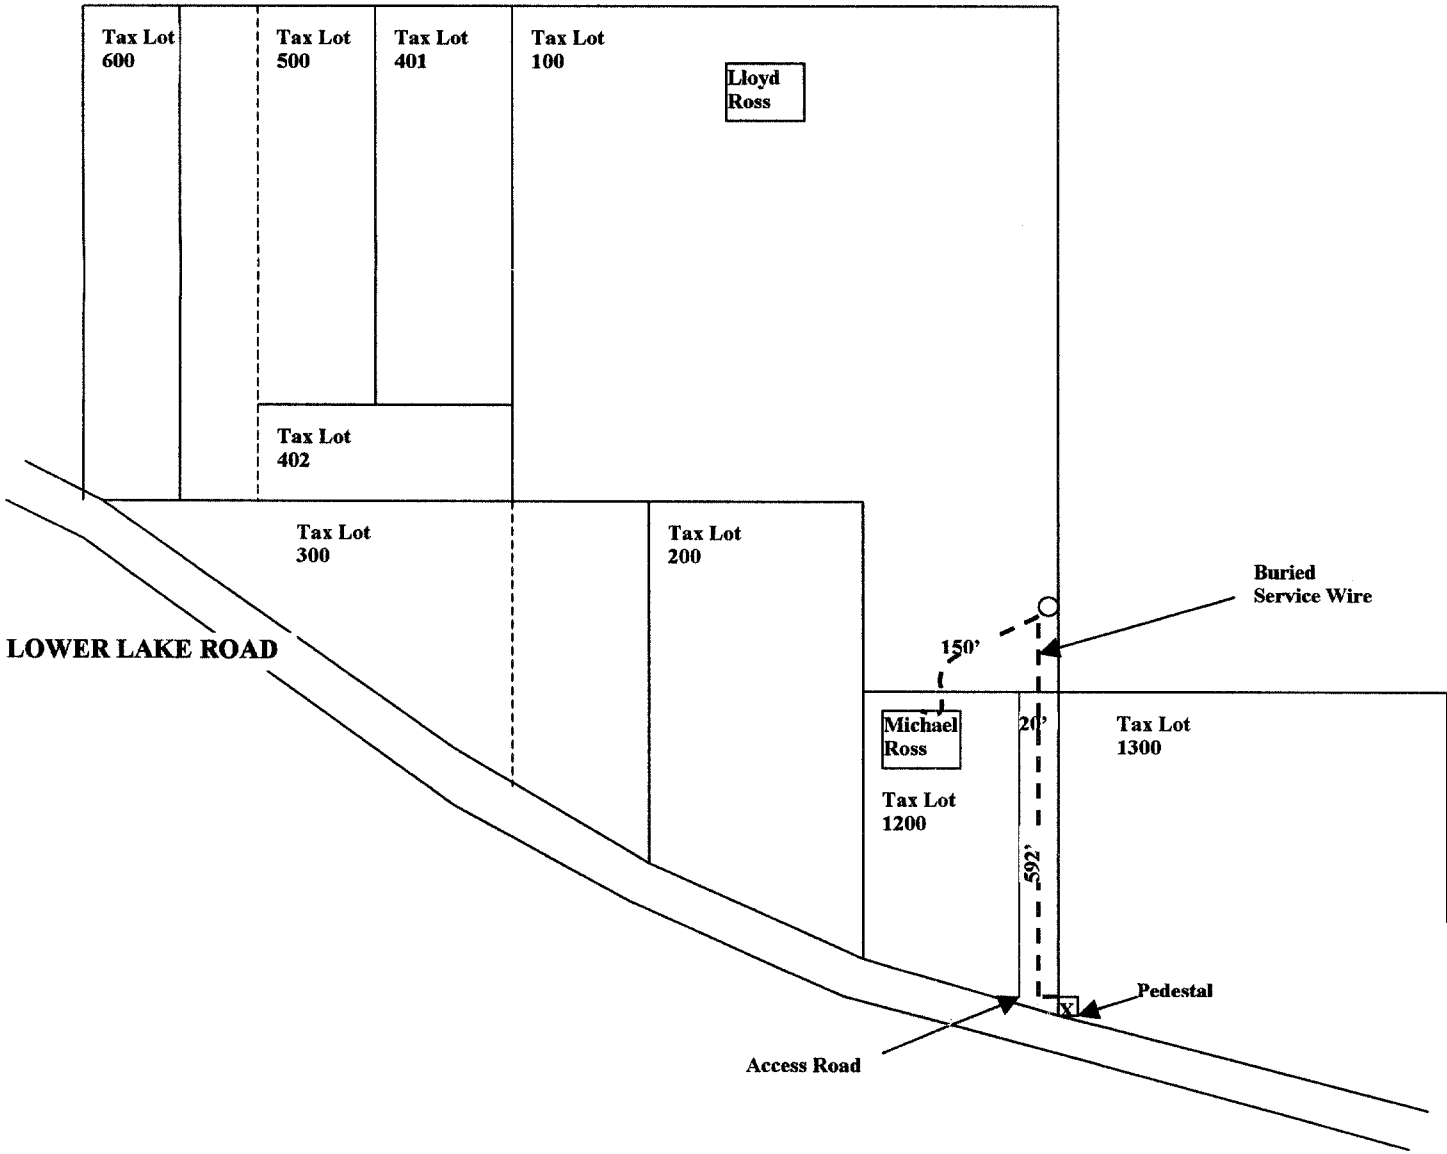 Tax Lot
600
Tax Lot
500
Tax Lot
401
Tax Lot
100
Lloyd
Ross
Tax Lot
402
Tax Lot
300
Tax Lot
200
Buried
Service Wire
LOWER LAKE ROAD
150'
Michael
Ross
20'
Tax Lot
1300
Tax Lot
1200
592'
Pedestal
X
Access Road